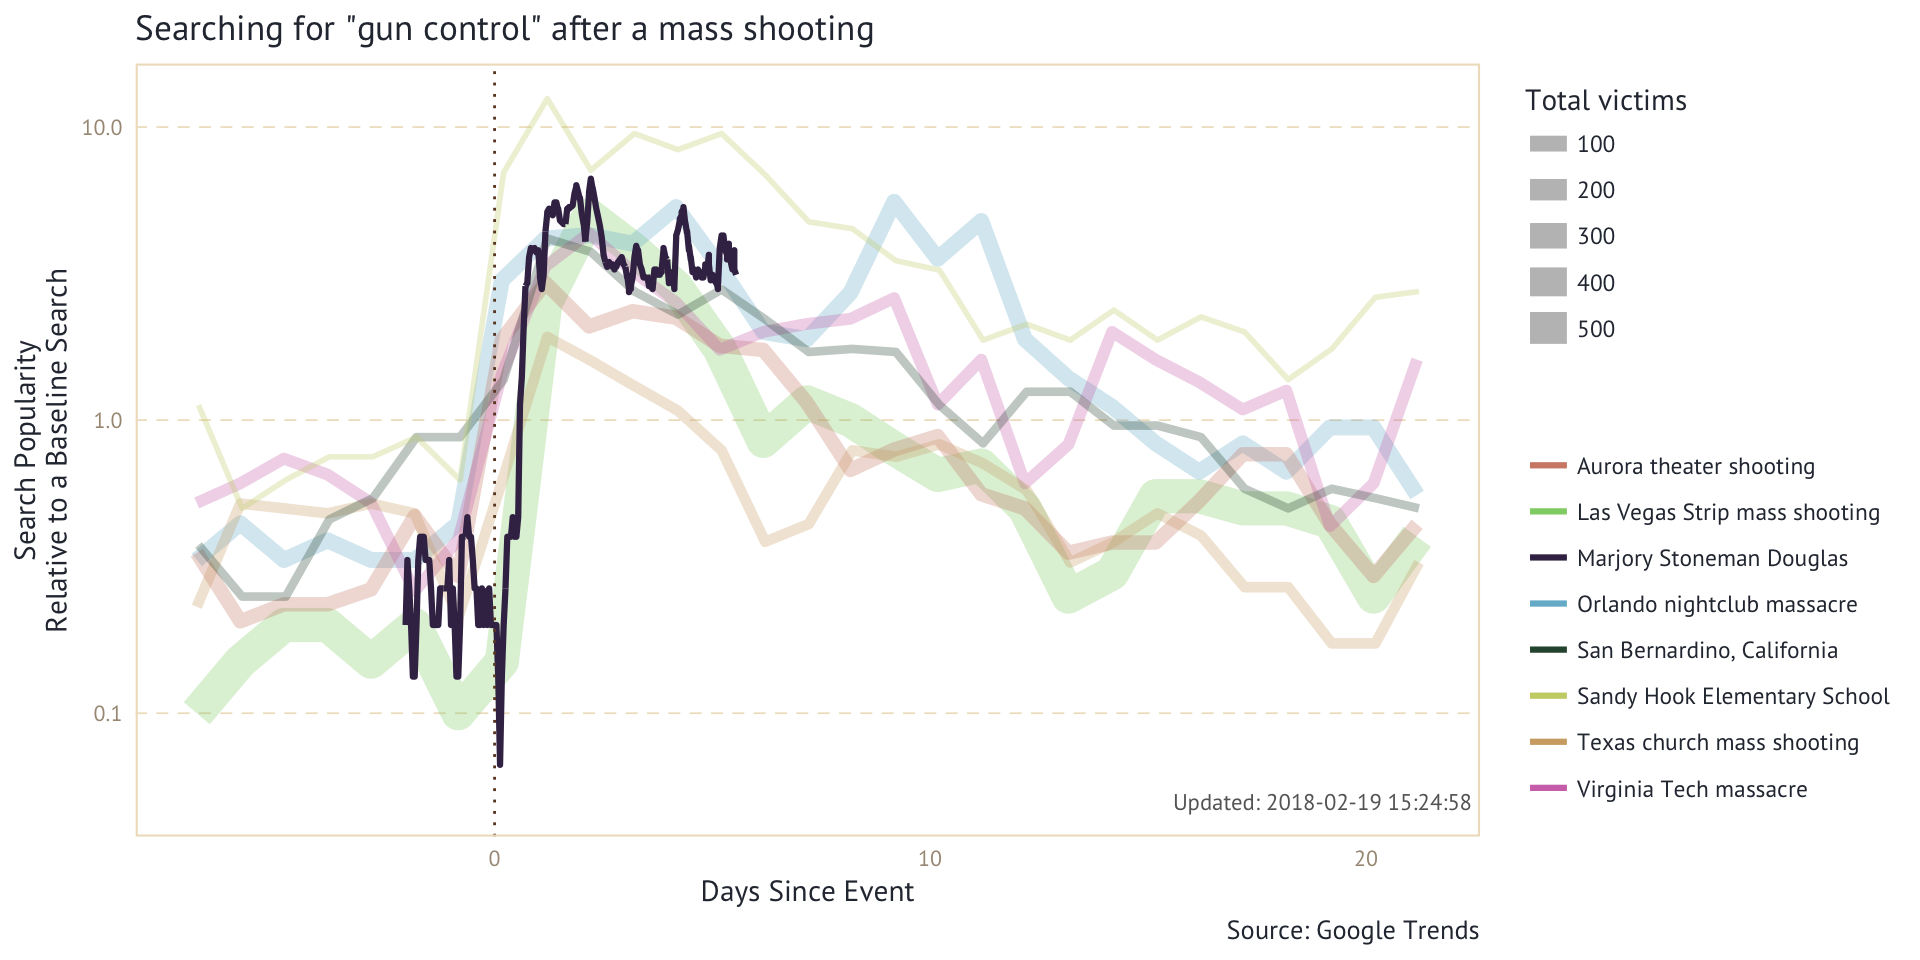 Searching for "gun control" after a mass shooting
Search Popularity
Relative to a Baseline Search
10.0
1.0
0.1
0
10
20
Days Since Event
Updated: 2018-02-19 15:24:58
Source: Google Trends
Total victims
100
200
300
400
500
Aurora theater shooting
Las Vegas Strip mass shooting
Marjory Stoneman Douglas
Orlando nightclub massacre
San Bernardino, California
Sandy Hook Elementary School
Texas church mass shooting
Virginia Tech massacre